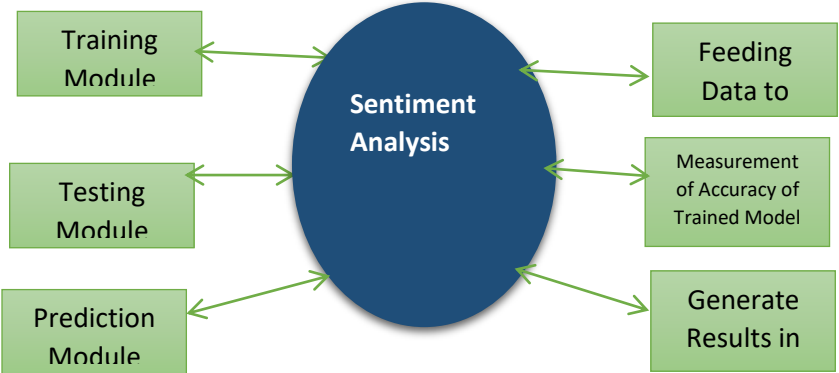 Training
Module
Sentiment
Analysis
Feeding
Data to
Testing
Module
Measurement
of Accuracy of
Trained Model
Prediction
Module
Generate
Results in